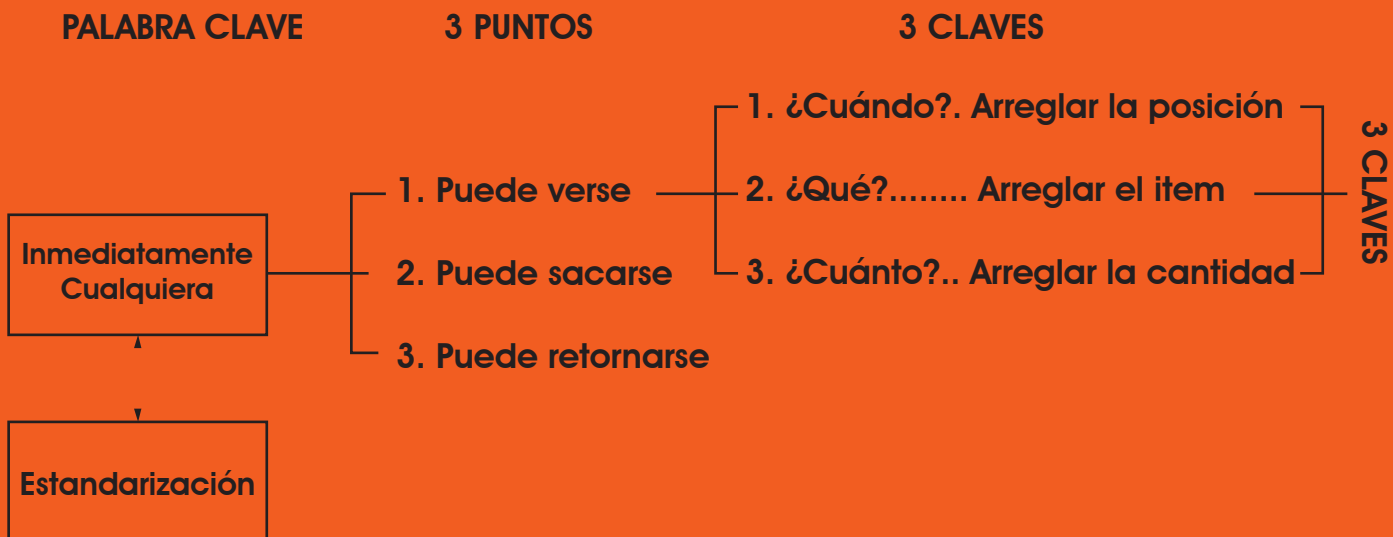 PALABRA CLAVE
3 PUNTOS
3 CLAVES
Inmediatamente
Cualquiera
Estandarización
1. Puede verse
2. Puede sacarse
3. Puede retornarse
1. ¿Cuándo?. Arreglar la posición
2. ¿Qué?........ Arreglar el item
3. ¿Cuánto?.. Arreglar la cantidad
3 CLAVES